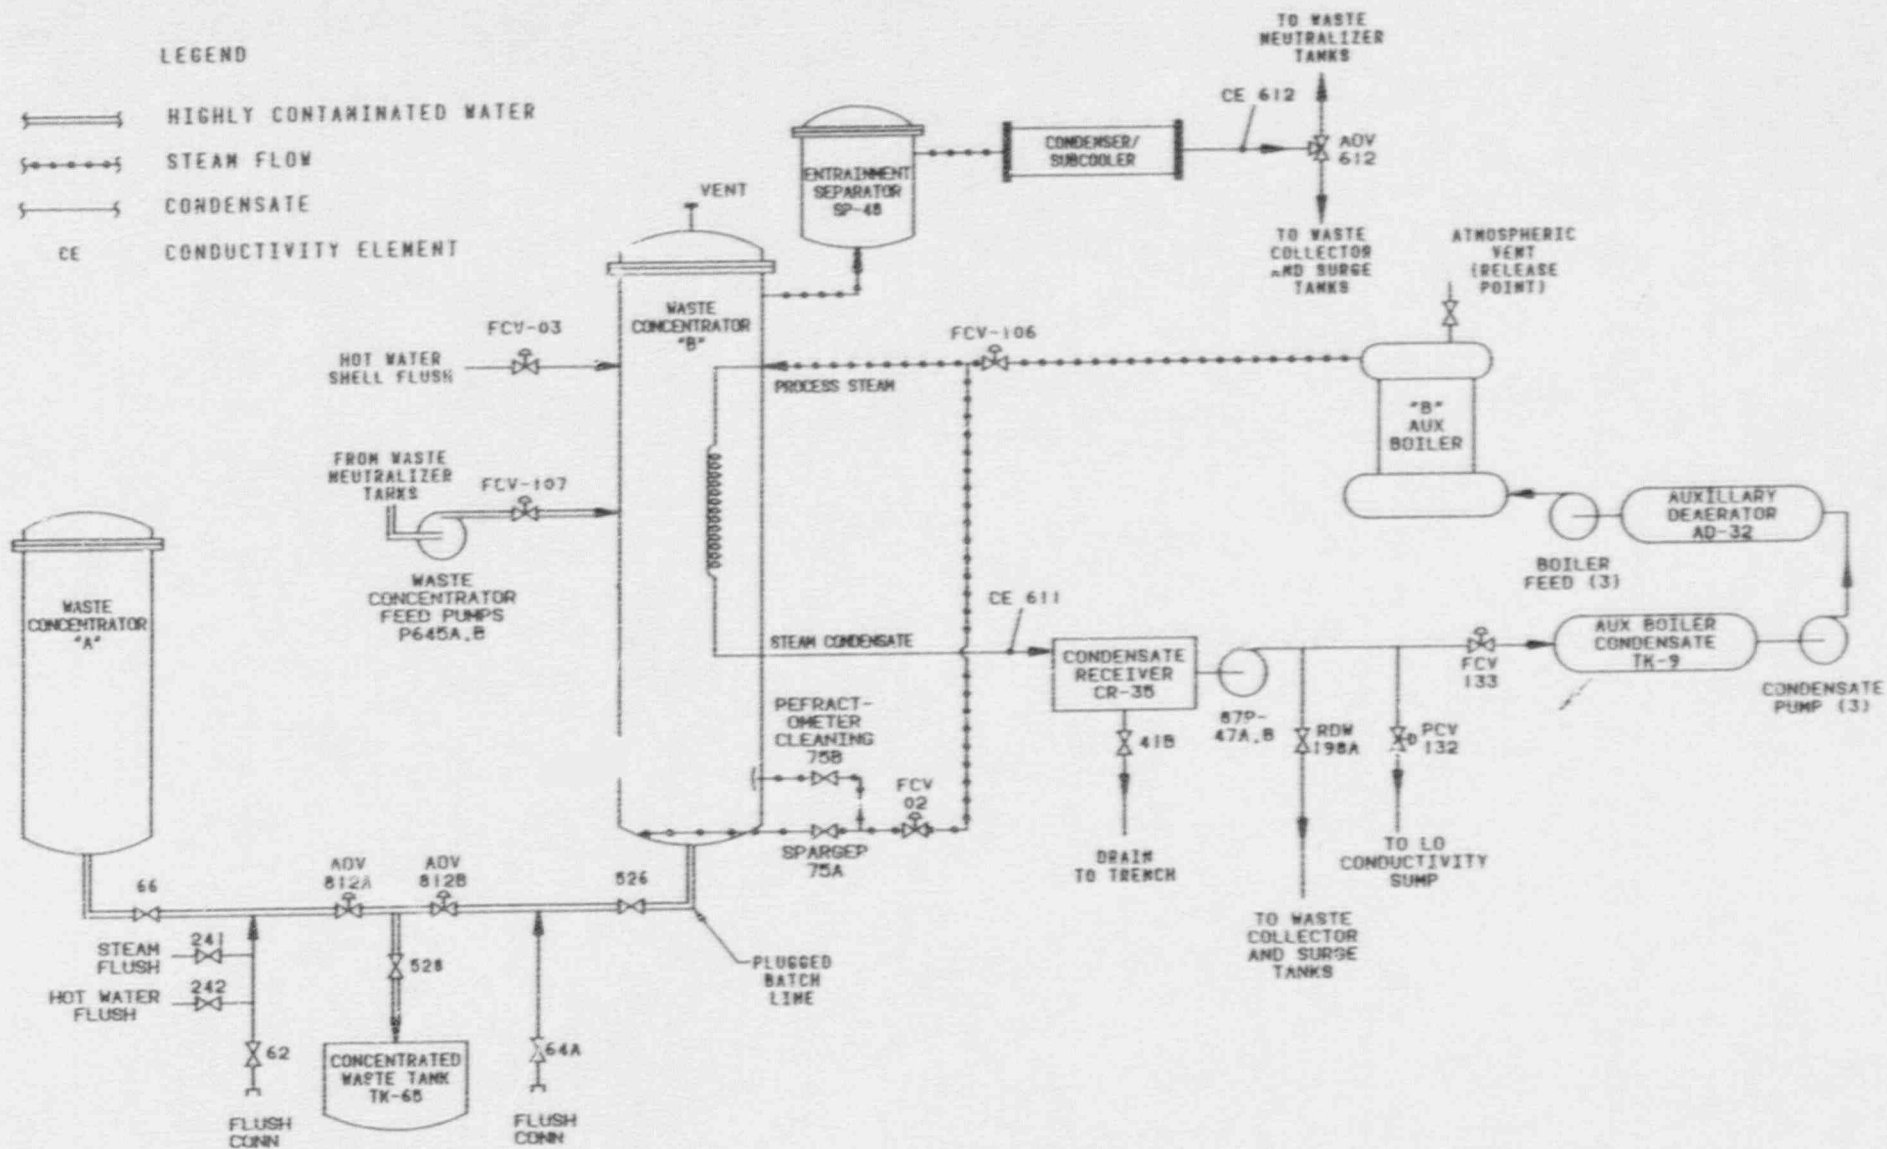 LEGEND
HIGHLY CONTAMINATED WATER
STEAM FLOW
CONDENSATE
CE CONDUCTIVITY ELEMENT
TO WASTE
NEUTRALIZER
TANKS
CE 612
AOV
612
CONDENSER/
SUBCOOLER
ENTRAINMENT
SEPARATOR
SP-45
VENT
TO WASTE
COLLECTOR
AND SURGE
TANKS
ATMOSPHERIC
VENT
(RELEASE
POINT)
WASTE
CONCENTRATOR
"B"
FCV-03
HOT WATER
SHELL FLUSH
FCV-106
PROCESS STEAM
"B"
AUX
BOILER
FROM WASTE
NEUTRALIZER
TANKS
FCV-107
WASTE
CONCENTRATOR
FEED PUMPS
P645A,B
AUXILLARY
DEAERATOR
AD-32
BOILER
FEED (3)
WASTE
CONCENTRATOR
"A"
CE 611
STEAM CONDENSATE
CONDENSATE
RECEIVER
CR-35
FCV
133
AUX BOILER
CONDENSATE
TK-9
CONDENSATE
PUMP (3)
87P-
47A,B
41B
RDW
198A
PCV
132
PEFRACT-
OMETER
CLEANING
75B
FCV
02
SPARGEP
75A
DRAIN
TO TRENCH
TO LO
CONDUCTIVITY
SUMP
TO WASTE
COLLECTOR
AND SURGE
TANKS
66
AOV
812A
AOV
812B
526
STEAM
FLUSH
241
HOT WATER
FLUSH
242
528
PLUGGED
BATCH
LINE
62
64A
CONCENTRATED
WASTE TANK
TK-65
FLUSH
CONN
FLUSH
CONN